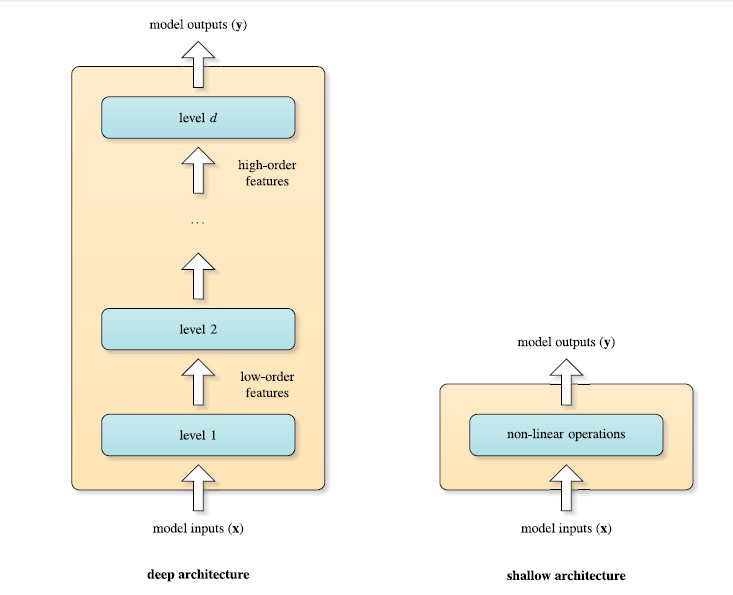 model outputs (y)
level d
high-order
features
...
level 2
low-order
features
level 1
model inputs (x)
deep architecture
model outputs (y)
non-linear operations
model inputs (x)
shallow architecture